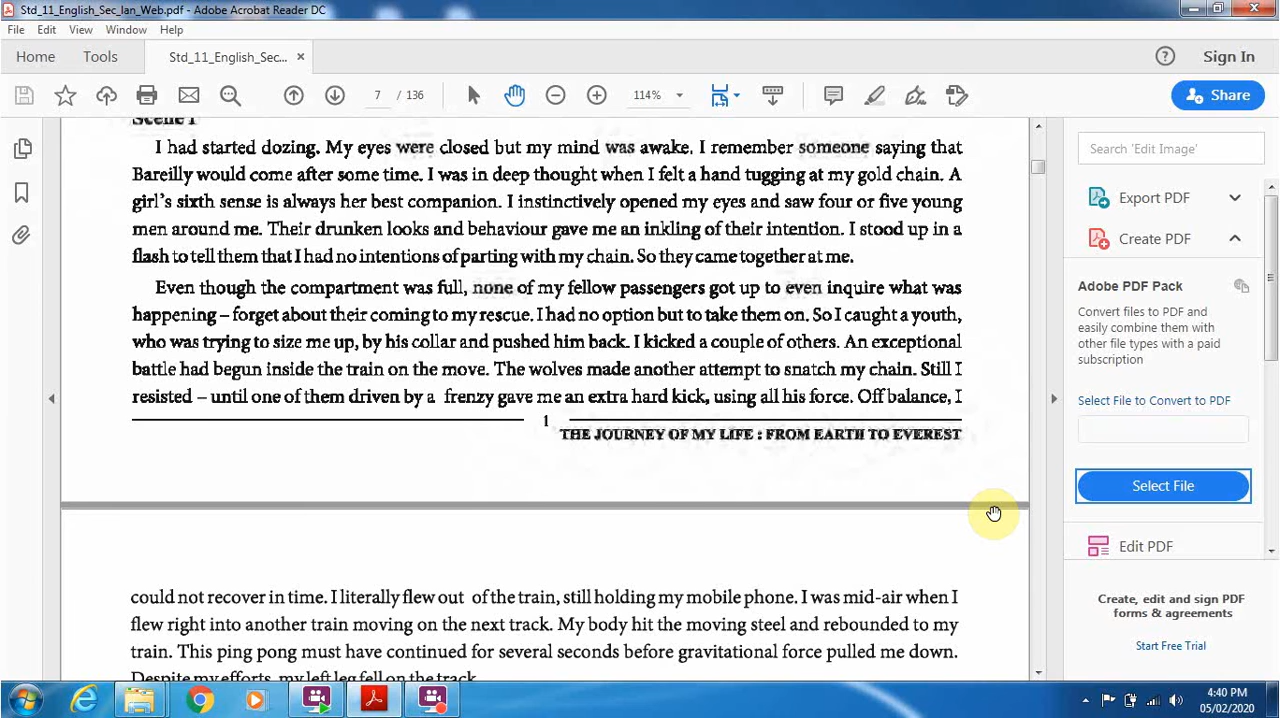 Std_11_English_Sec_Ian_Web.pdf - Adobe Acrobat Reader DC
File Edit View Window Help
Home Tools Std_11_English_Sec... × ? Sign In
7 / 136 114% Share
Scene I
I had started dozing. My eyes were closed but my mind was awake. I remember someone saying that
Bareilly would come after some time. I was in deep thought when I felt a hand tugging at my gold chain. A
girl's sixth sense is always her best companion. I instinctively opened my eyes and saw four or five young
men around me. Their drunken looks and behaviour gave me an inkling of their intention. I stood up in a
flash to tell them that I had no intentions of parting with my chain. So they came together at me.
Even though the compartment was full, none of my fellow passengers got up to even inquire what was
happening – forget about their coming to my rescue. I had no option but to take them on. So I caught a youth,
who was trying to size me up, by his collar and pushed him back. I kicked a couple of others. An exceptional
battle had begun inside the train on the move. The wolves made another attempt to snatch my chain. Still I
resisted – until one of them driven by a frenzy gave me an extra hard kick, using all his force. Off balance, I
1
THE JOURNEY OF MY LIFE : FROM EARTH TO EVEREST
could not recover in time. I literally flew out of the train, still holding my mobile phone. I was mid-air when I
flew right into another train moving on the next track. My body hit the moving steel and rebounded to my
train. This ping pong must have continued for several seconds before gravitational force pulled me down.
Despite my efforts, my left leg fell on the track.
Search 'Edit Image'
Export PDF
Create PDF
Adobe PDF Pack
Convert files to PDF and
easily combine them with
other file types with a paid
subscription
Select File to Convert to PDF
Select File
Edit PDF
Create, edit and sign PDF
forms & agreements
Start Free Trial
4:40 PM
05/02/2020